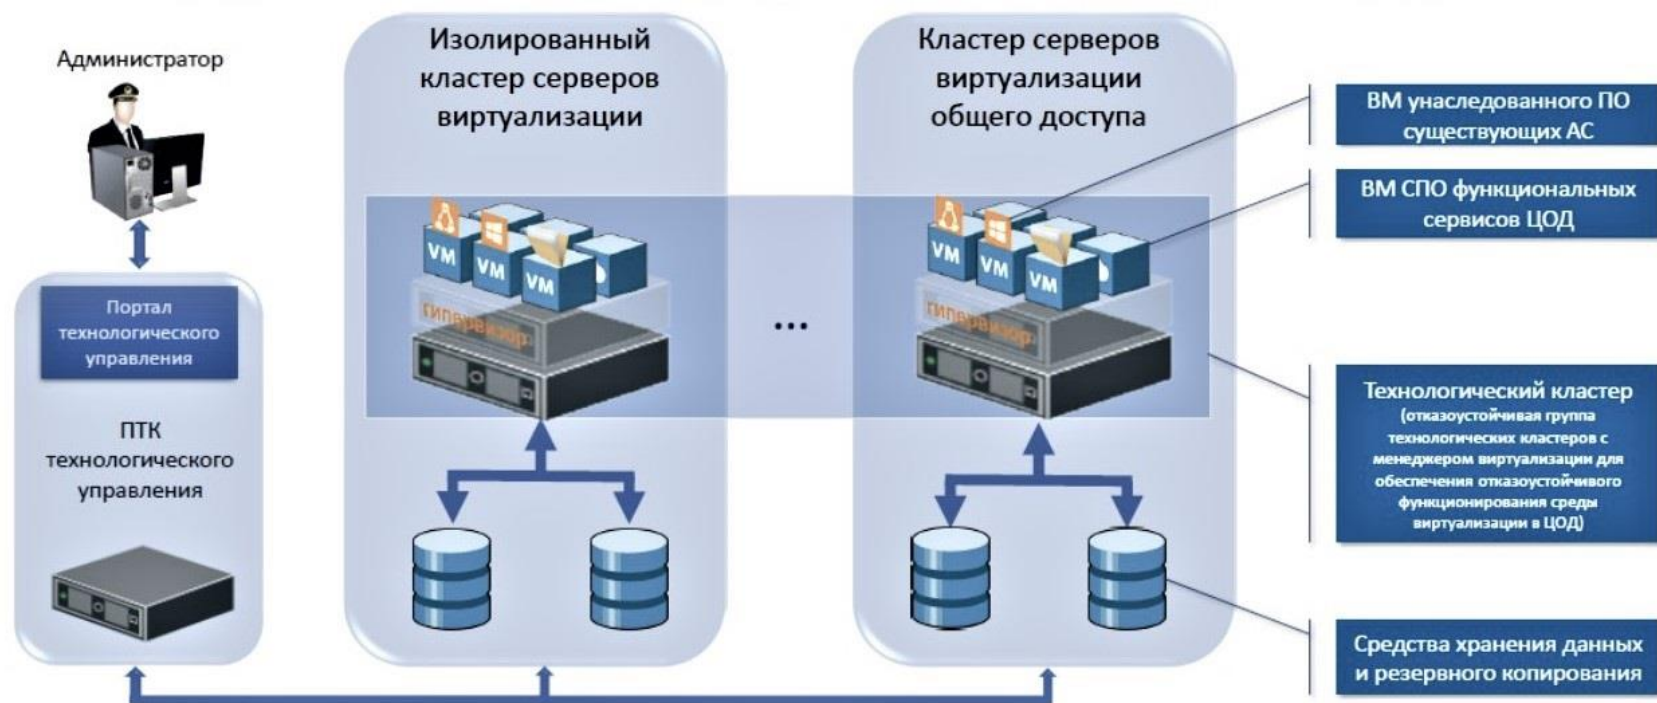 Администратор
Портал
технологического
управления
ПТК
технологического
управления
Изолированный
кластер серверов
виртуализации
VM
VM
VM
гипервизор
...
Кластер серверов
виртуализации
общего доступа
VM
VM
VM
гипервизор
ВМ унаследованного ПО
существующих АС
ВМ СПО функциональных
сервисов ЦОД
Технологический кластер
(отказоустойчивая группа
технологических кластеров с
менеджером виртуализации для
обеспечения отказоустойчивого
функционирования среды
виртуализации в ЦОД)
Средства хранения данных
и резервного копирования